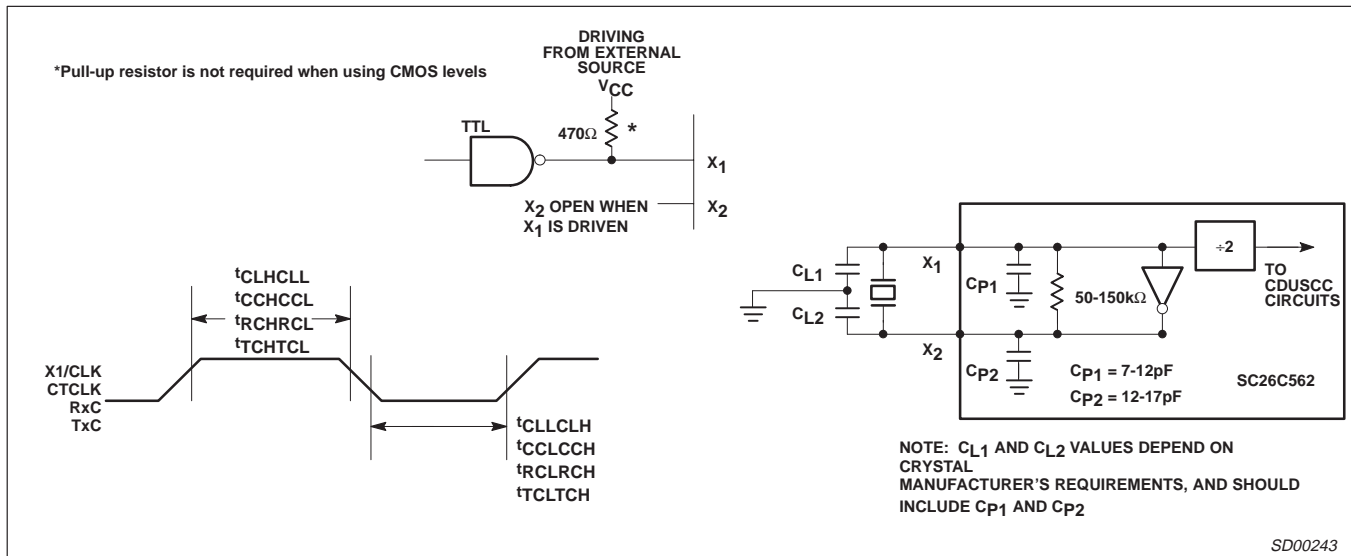 *Pull-up resistor is not required when using CMOS levels
DRIVING
FROM EXTERNAL
SOURCE
VCC
TTL
470Ω
*
X1
X2 OPEN WHEN
X1 IS DRIVEN
X2
tCLHCLL
tCCHCCL
tRCHRCL
tTCHTCL
X1/CLK
CTCLK
RxC
TxC
tCLLCLH
tCCLCCH
tRCLRCH
tTCLTCH
CL1
CL2
X1
X2
CP1
50-150kΩ
÷2
TO
CDUSCC
CIRCUITS
CP2
CP1 = 7-12pF
CP2 = 12-17pF
SC26C562
NOTE: CL1 AND CL2 VALUES DEPEND ON
CRYSTAL
MANUFACTURER'S REQUIREMENTS, AND SHOULD
INCLUDE CP1 AND CP2
SD00243